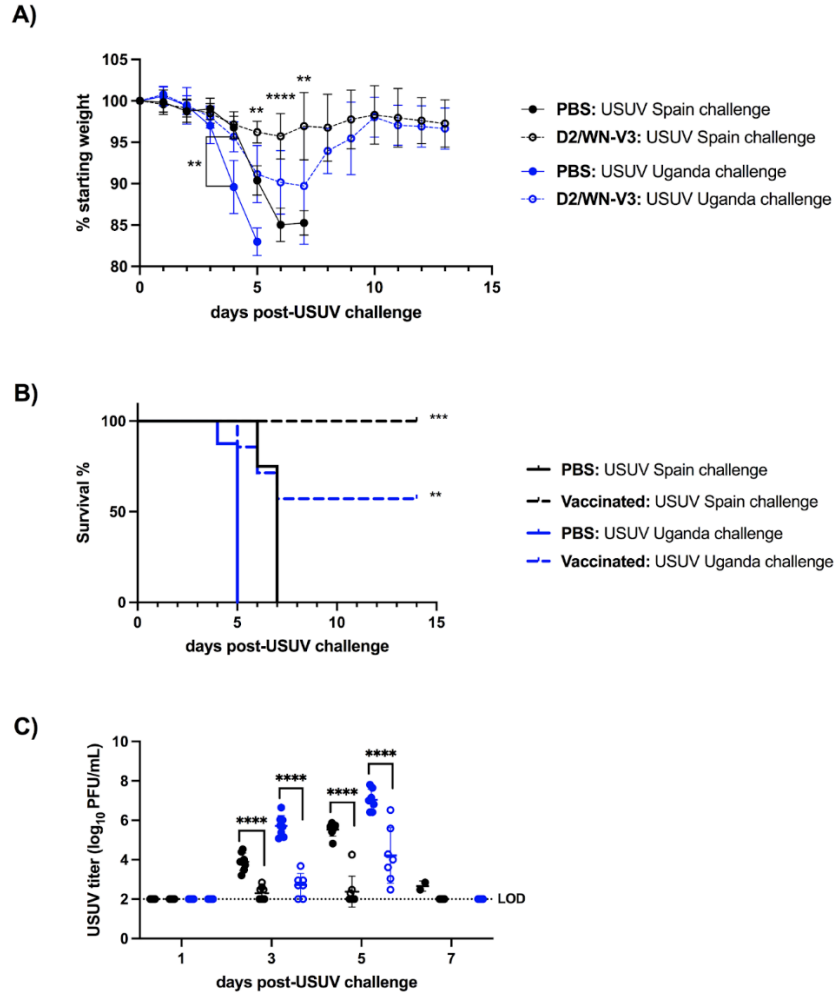 A)
105
100
95
90
85
80
% starting weight
**
**
****
**
0
5
10
15
days post-USUV challenge
PBS: USUV Spain challenge
D2/WN-V3: USUV Spain challenge
PBS: USUV Uganda challenge
D2/WN-V3: USUV Uganda challenge
B)
100
50
0
Survival %
***
**
0
5
10
15
days post-USUV challenge
PBS: USUV Spain challenge
Vaccinated: USUV Spain challenge
PBS: USUV Uganda challenge
Vaccinated: USUV Uganda challenge
C)
10
8
6
4
2
0
USUV titer (log10 PFU/mL)
****
****
****
****
LOD
1
3
5
7
days post-USUV challenge